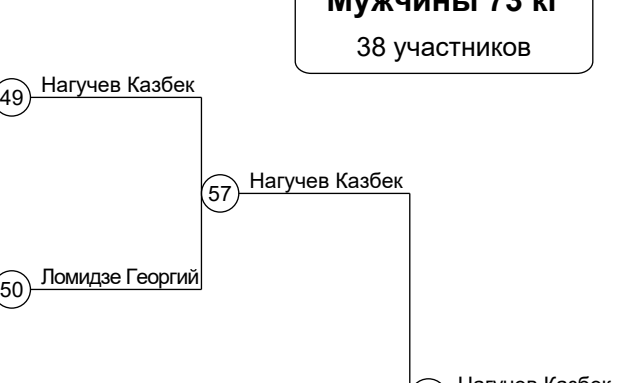 Мужчины 73 кг
38 участников
49 Нагучев Казбек
57 Нагучев Казбек
50 Ломидзе Георгий
Нагучев Казбек